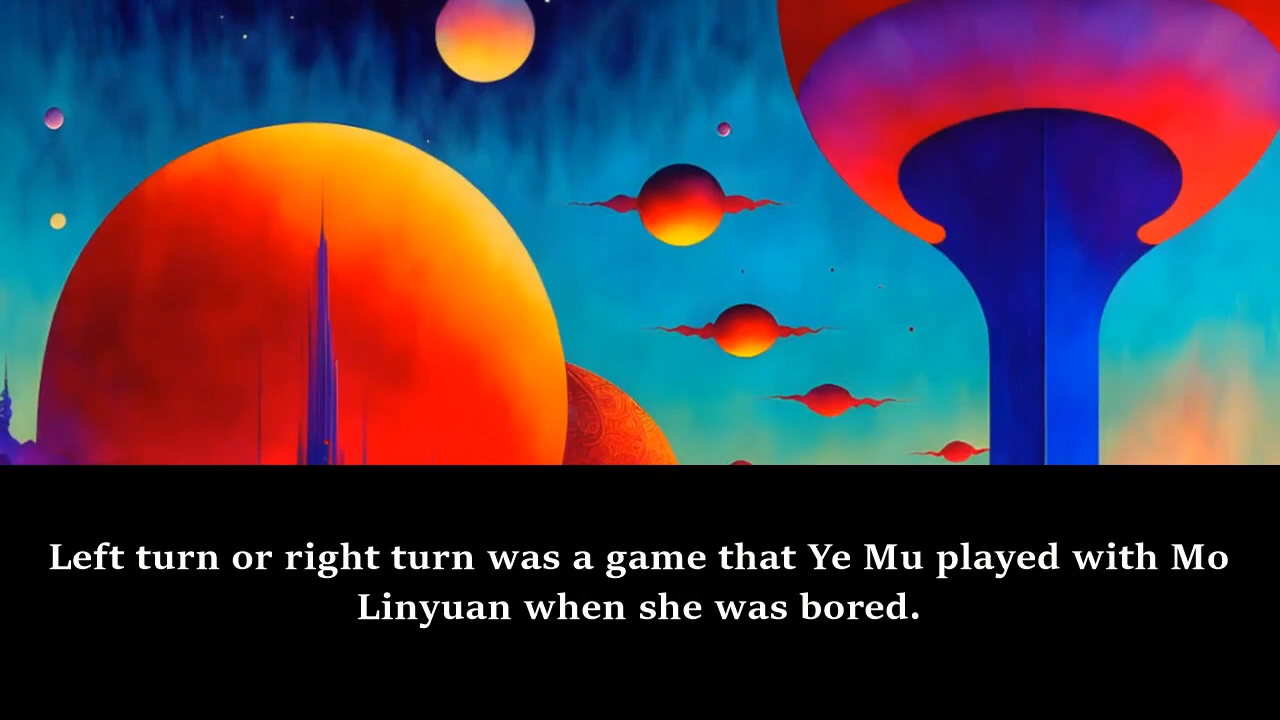 Left turn or right turn was a game that Ye Mu played with Mo
Linyuan when she was bored.